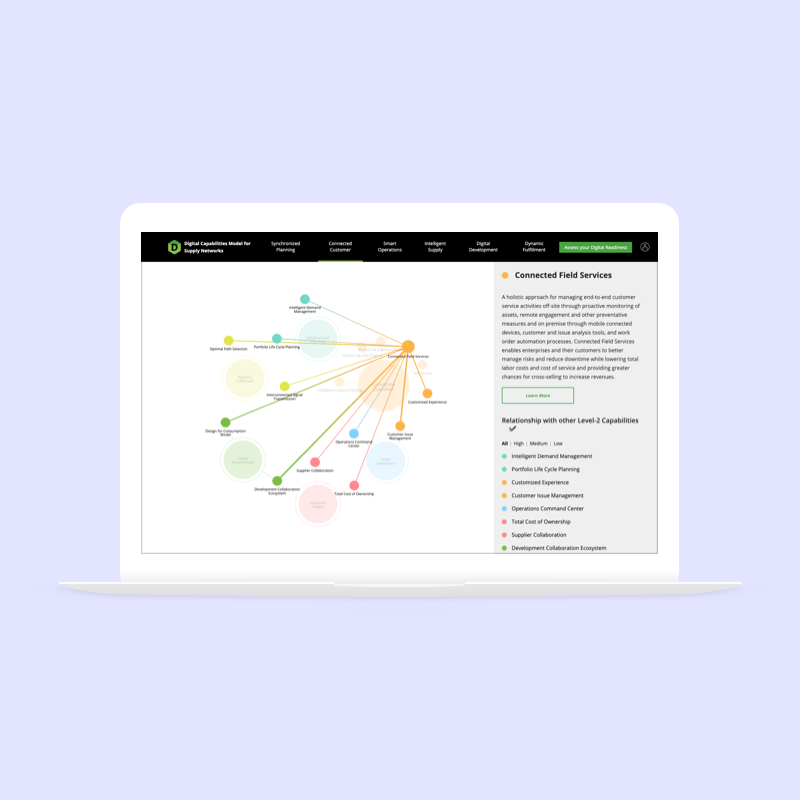 D
Digital Capabilities Model for
Supply Networks
Synchronized
Planning
Connected
Customer
Smart
Operations
Intelligent
Supply
Digital
Development
Dynamic
Fulfillment
Assess your Digital Readiness
Intelligent Demand
Management
Optimal Path Selection
Portfolio Life Cycle Planning
Connected Field Services
Interconnected Signal
Transmission
Customized Experience
Design for Consumption
Model
Customer Issue
Management
Operations Command
Center
Supplier Collaboration
Development Collaboration
Ecosystem
Total Cost of Ownership
Connected Field Services
A holistic approach for managing end-to-end customer
service activities off-site through proactive monitoring of
assets, remote engagement and other preventative
measures and on premise through mobile connected
devices, customer and issue analysis tools, and work
order automation processes. Connected Field Services
enables enterprises and their customers to better
manage risks and reduce downtime while lowering total
labor costs and cost of service and providing greater
chances for cross-selling to increase revenues.
Learn More
Relationship with other Level-2 Capabilities
All | High | Medium | Low
Intelligent Demand Management
Portfolio Life Cycle Planning
Customized Experience
Customer Issue Management
Operations Command Center
Total Cost of Ownership
Supplier Collaboration
Development Collaboration Ecosystem